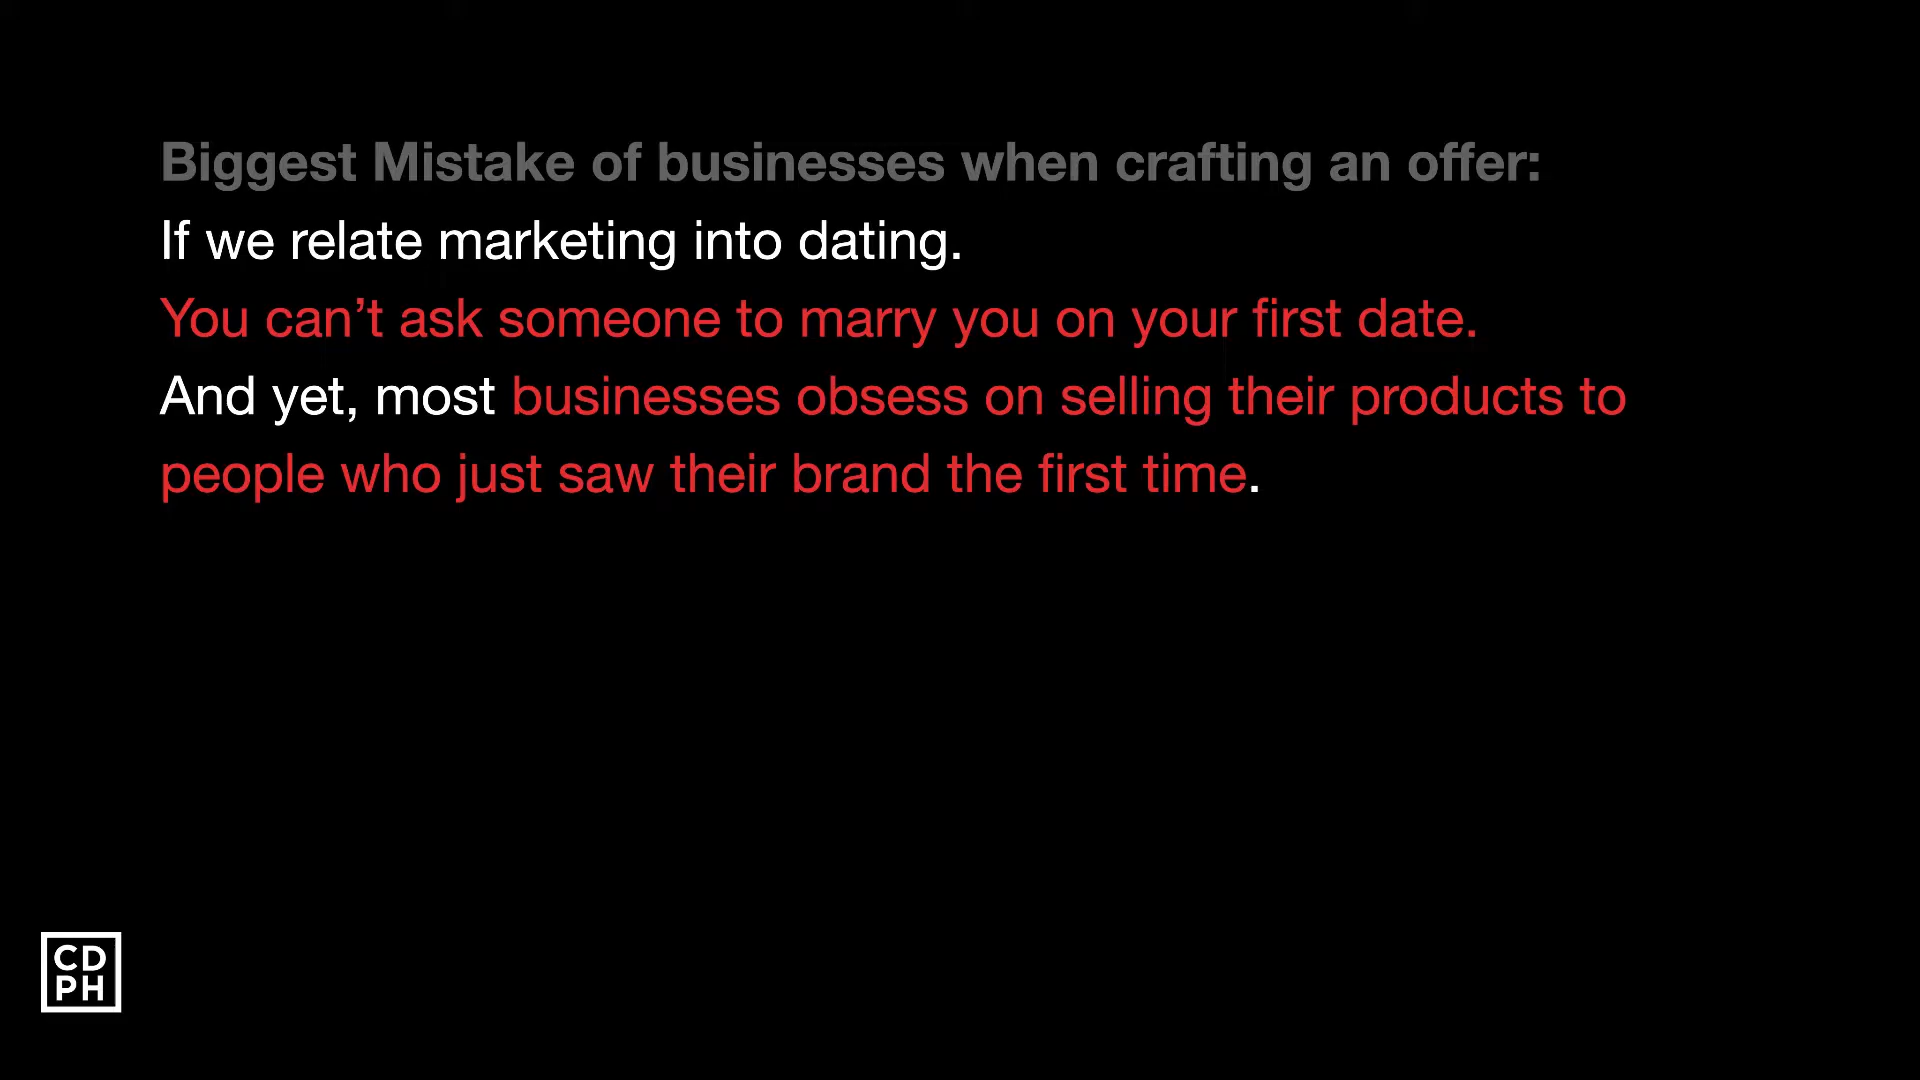 Biggest Mistake of businesses when crafting an offer:
If we relate marketing into dating.
You can’t ask someone to marry you on your first date.
And yet, most businesses obsess on selling their products to
people who just saw their brand the first time.
CD
PH